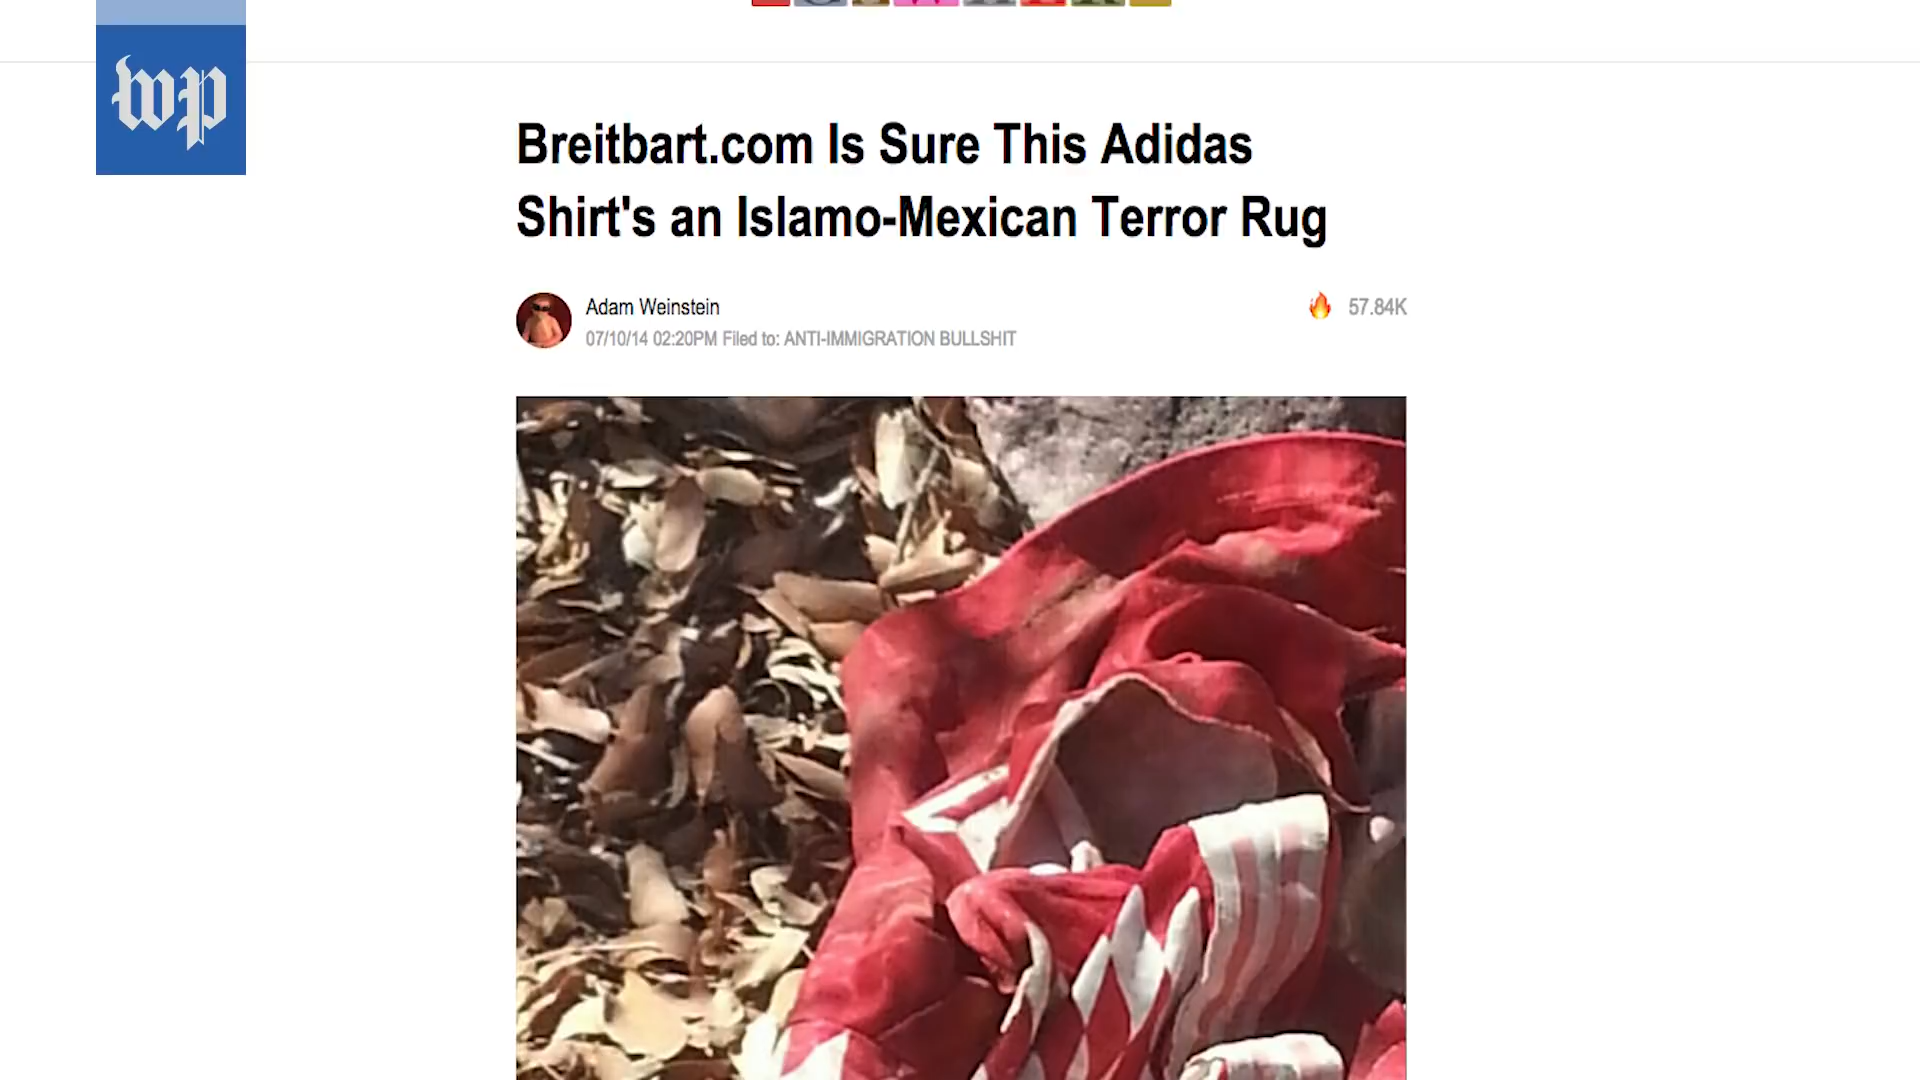 wp
Breitbart.com Is Sure This Adidas
Shirt's an Islamo-Mexican Terror Rug
Adam Weinstein
57.84K
07/10/14 02:20PM Filed to: ANTI-IMMIGRATION BULLSHIT